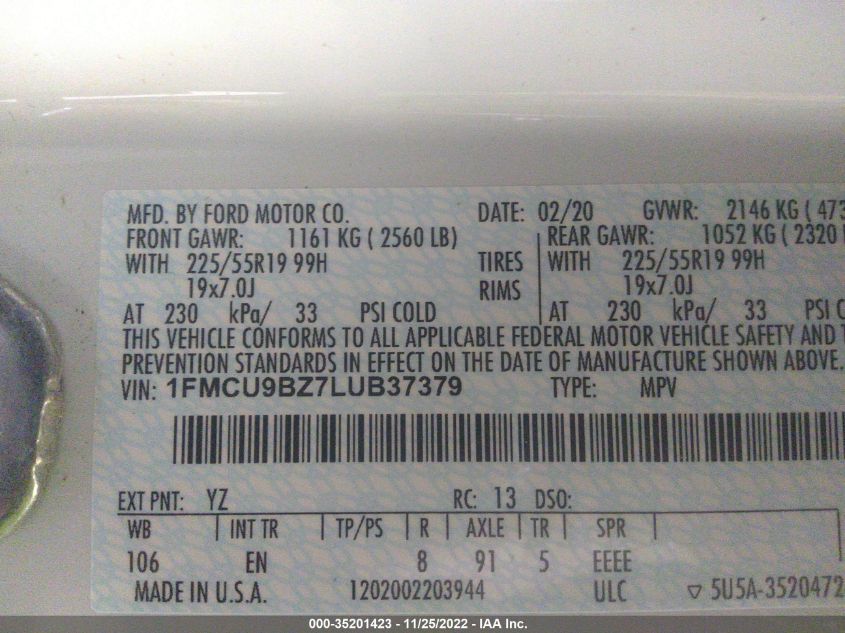 MFD. BY FORD MOTOR CO. DATE: 02/20 GVWR: 2146 KG ( 473
FRONT GAWR: 1161 KG ( 2560 LB) REAR GAWR: 1052 KG ( 2320
WITH 225/55R19 99H TIRES WITH 225/55R19 99H
19x7.0J RIMS 19x7.0J
AT 230 kPa/ 33 PSI COLD AT 230 kPa/ 33 PSI C
THIS VEHICLE CONFORMS TO ALL APPLICABLE FEDERAL MOTOR VEHICLE SAFETY AND T
PREVENTION STANDARDS IN EFFECT ON THE DATE OF MANUFACTURE SHOWN ABOVE.
VIN: 1FMCU9BZ7LUB37379 TYPE: MPV
EXT PNT: YZ RC: 13 DSO:
WB INT TR TP/PS R AXLE TR SPR
106 EN 8 91 5 EEEE
MADE IN U.S.A. 1202002203944 ULC ▽ 5U5A-3520472
000-35201423 - 11/25/2022 - IAA Inc.